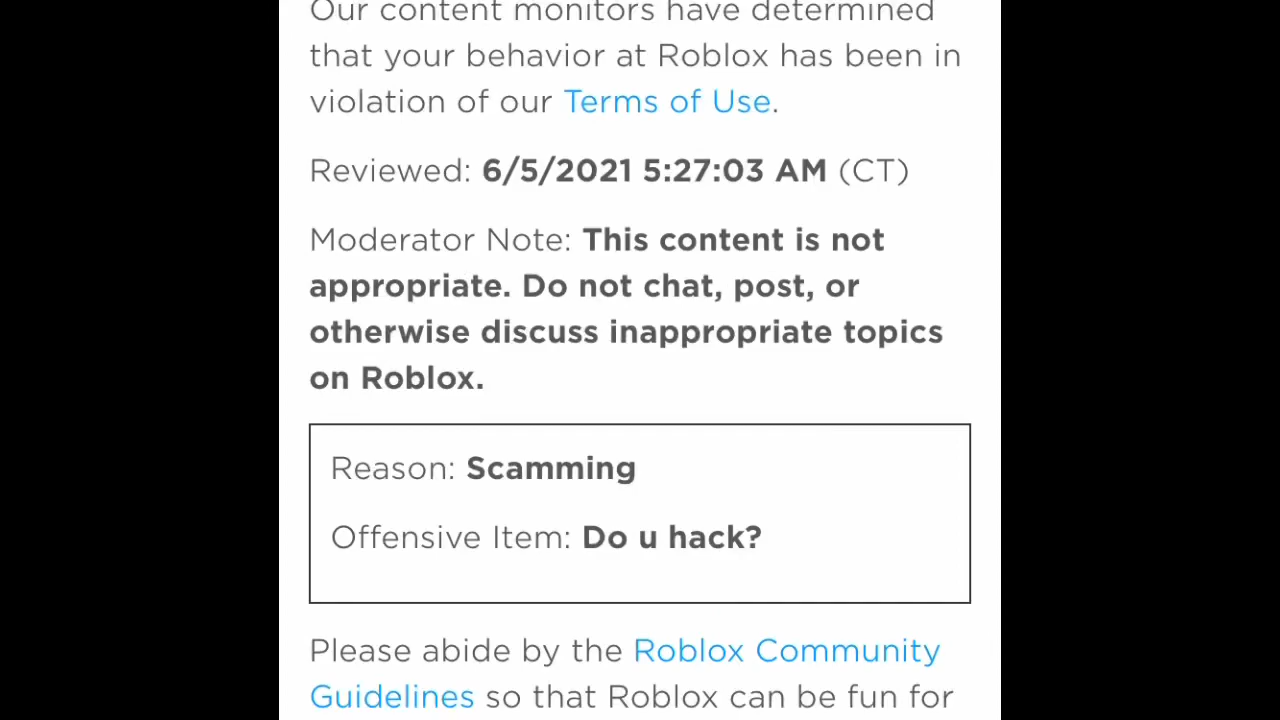 Our content monitors have determined
that your behavior at Roblox has been in
violation of our Terms of Use.
Reviewed: 6/5/2021 5:27:03 AM (CT)
Moderator Note: This content is not
appropriate. Do not chat, post, or
otherwise discuss inappropriate topics
on Roblox.
Reason: Scamming
Offensive Item: Do u hack?
Please abide by the Roblox Community
Guidelines so that Roblox can be fun for